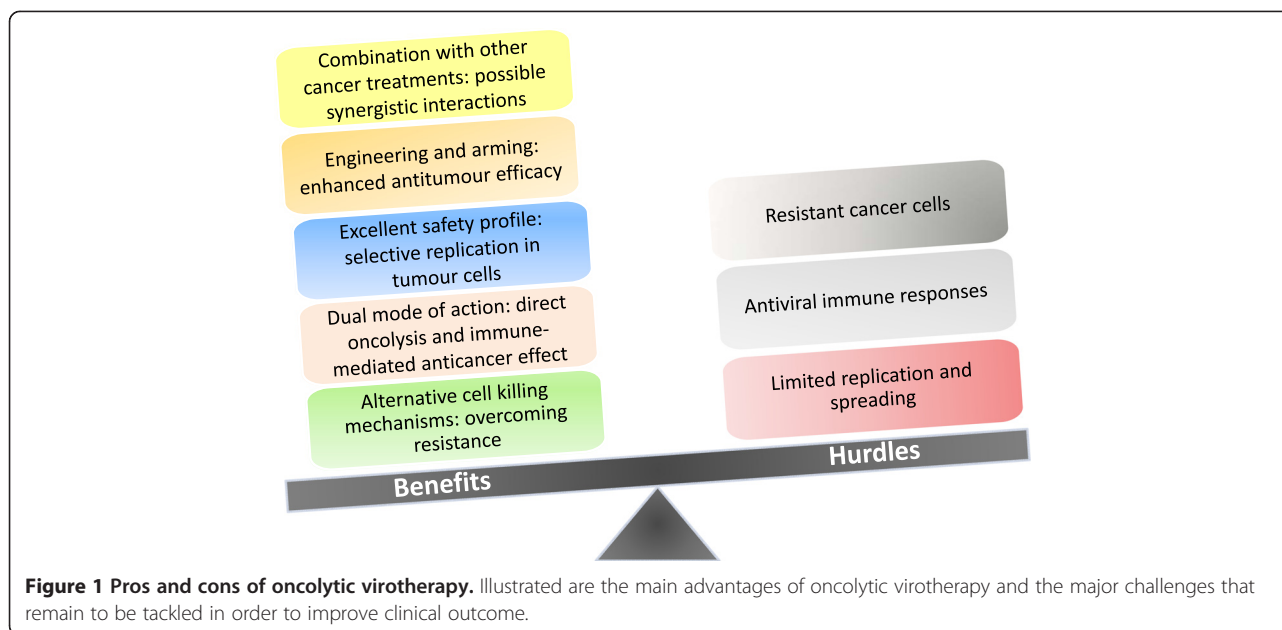 Combination with other
cancer treatments: possible
synergistic interactions
Engineering and arming:
enhanced antitumour efficacy
Excellent safety profile:
selective replication in
tumour cells
Dual mode of action: direct
oncolysis and immune-
mediated anticancer effect
Alternative cell killing
mechanisms: overcoming
resistance
Benefits
Resistant cancer cells
Antiviral immune responses
Limited replication and
spreading
Hurdles
Figure 1 Pros and cons of oncolytic virotherapy. Illustrated are the main advantages of oncolytic virotherapy and the major challenges that
remain to be tackled in order to improve clinical outcome.